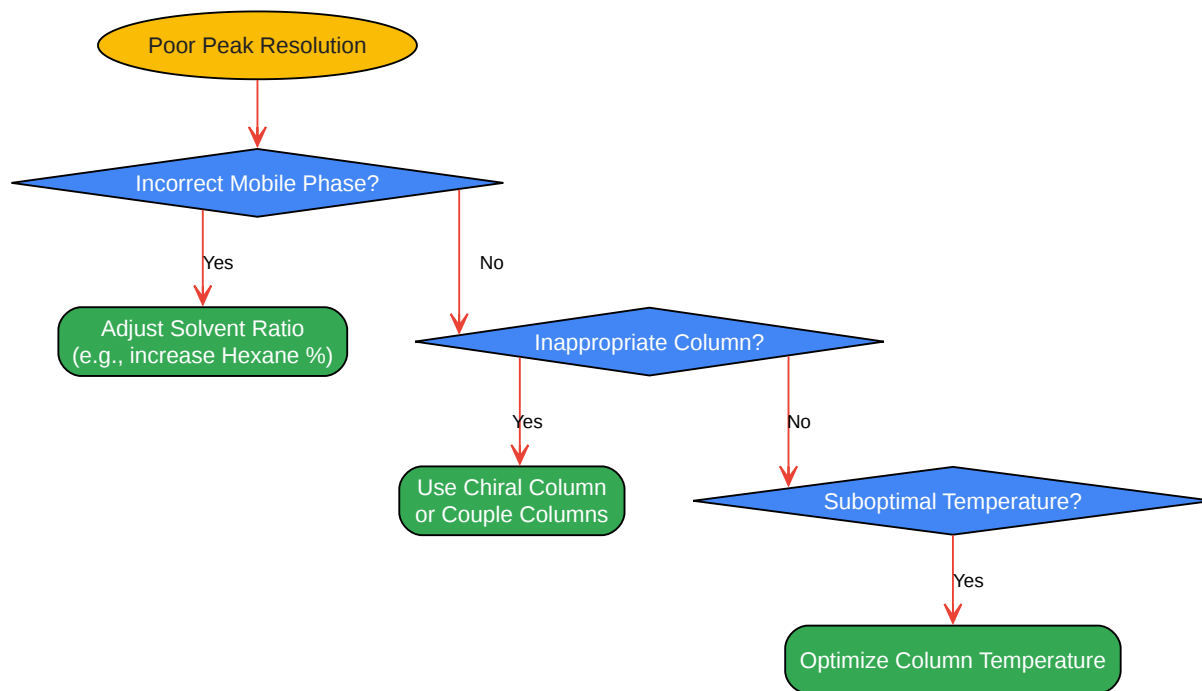 Poor Peak Resolution
Incorrect Mobile Phase?
Yes
No
Adjust Solvent Ratio
(e.g., increase Hexane %)
Inappropriate Column?
Yes
No
Use Chiral Column
or Couple Columns
Suboptimal Temperature?
Yes
Optimize Column Temperature